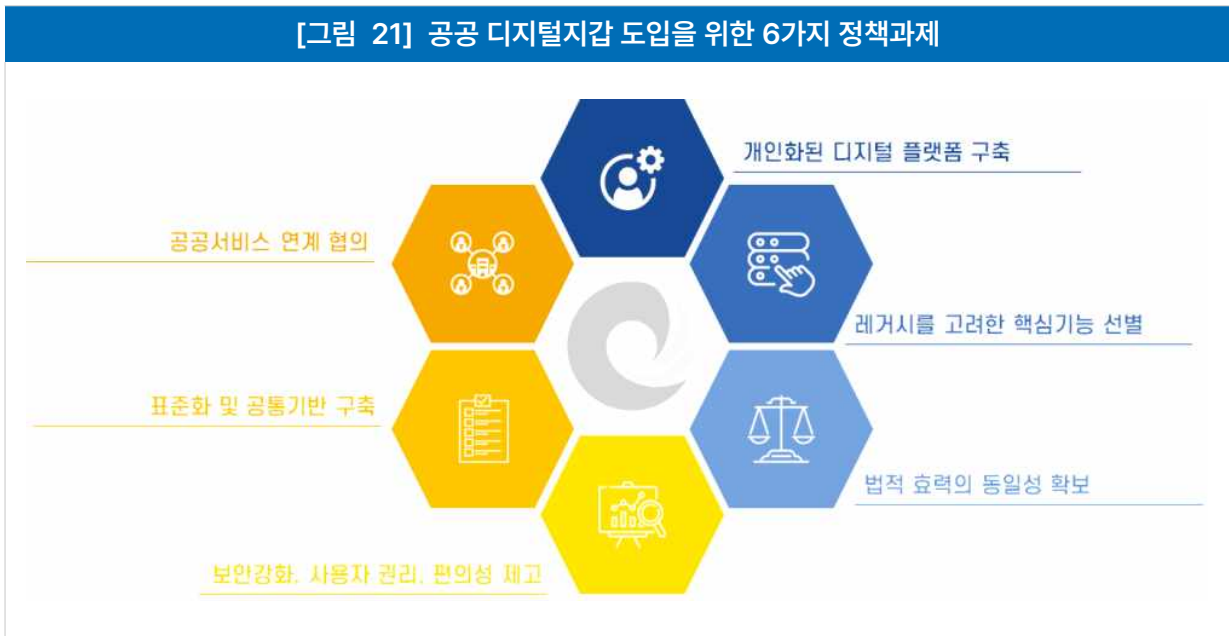 [그림 21] 공공 디지털지갑 도입을 위한 6가지 정책과제
개인화된 디지털 플랫폼 구축
공공서비스 연계 협의
레거시를 고려한 핵심기능 선별
표준화 및 공통기반 구축
법적 효력의 동일성 확보
보안강화, 사용자 권리, 편의성 제고